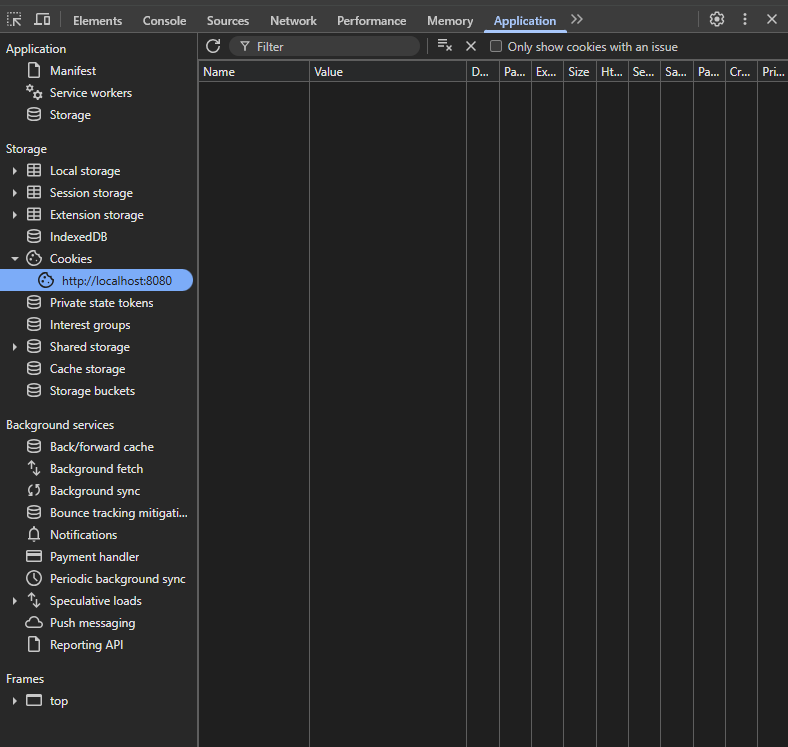 Elements Console Sources Network Performance Memory Application
Filter Only show cookies with an issue
Name Value D... Pa... Ex... Size Ht... Se... Sa... Pa... Cr... Pri...
Application
Manifest
Service workers
Storage
Storage
Local storage
Session storage
Extension storage
IndexedDB
Cookies
http://localhost:8080
Private state tokens
Interest groups
Shared storage
Cache storage
Storage buckets
Background services
Back/forward cache
Background fetch
Background sync
Bounce tracking mitigati...
Notifications
Payment handler
Periodic background sync
Speculative loads
Push messaging
Reporting API
Frames
top